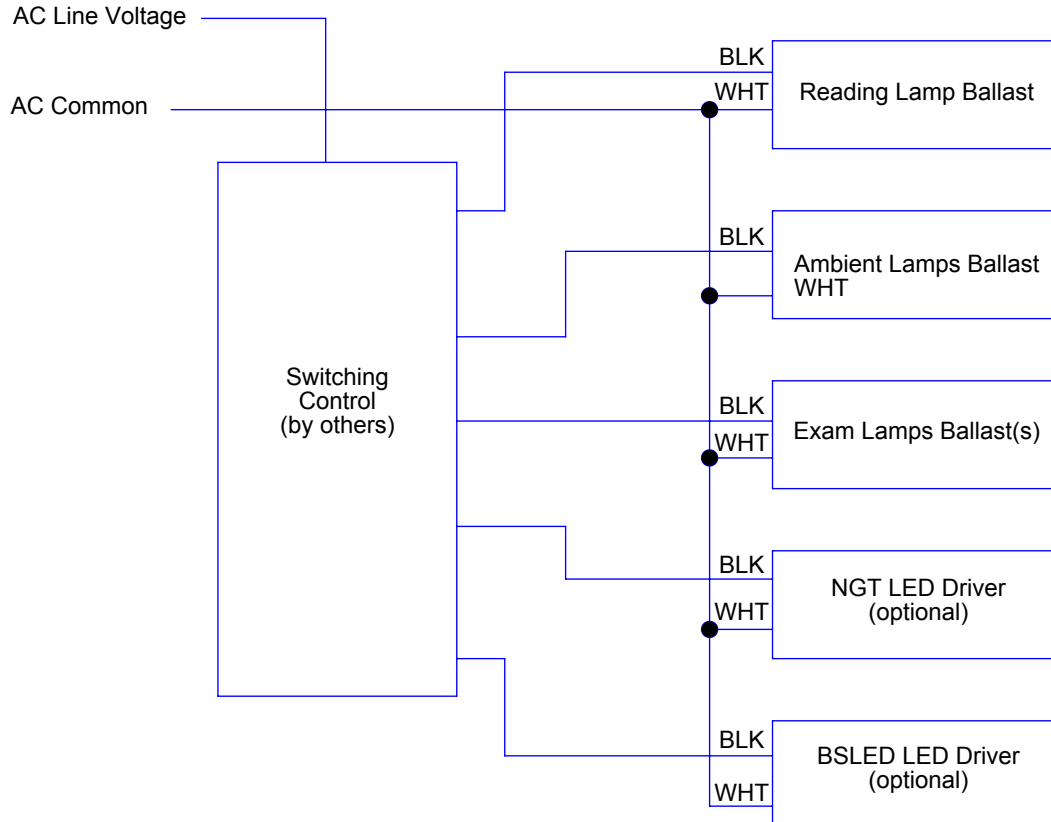 AC Line Voltage
AC Common
BLK
WHT
Reading Lamp Ballast
BLK
Ambient Lamps Ballast
WHT
Switching
Control
(by others)
BLK
WHT
Exam Lamps Ballast(s)
BLK
WHT
NGT LED Driver
(optional)
BLK
WHT
BSLED LED Driver
(optional)